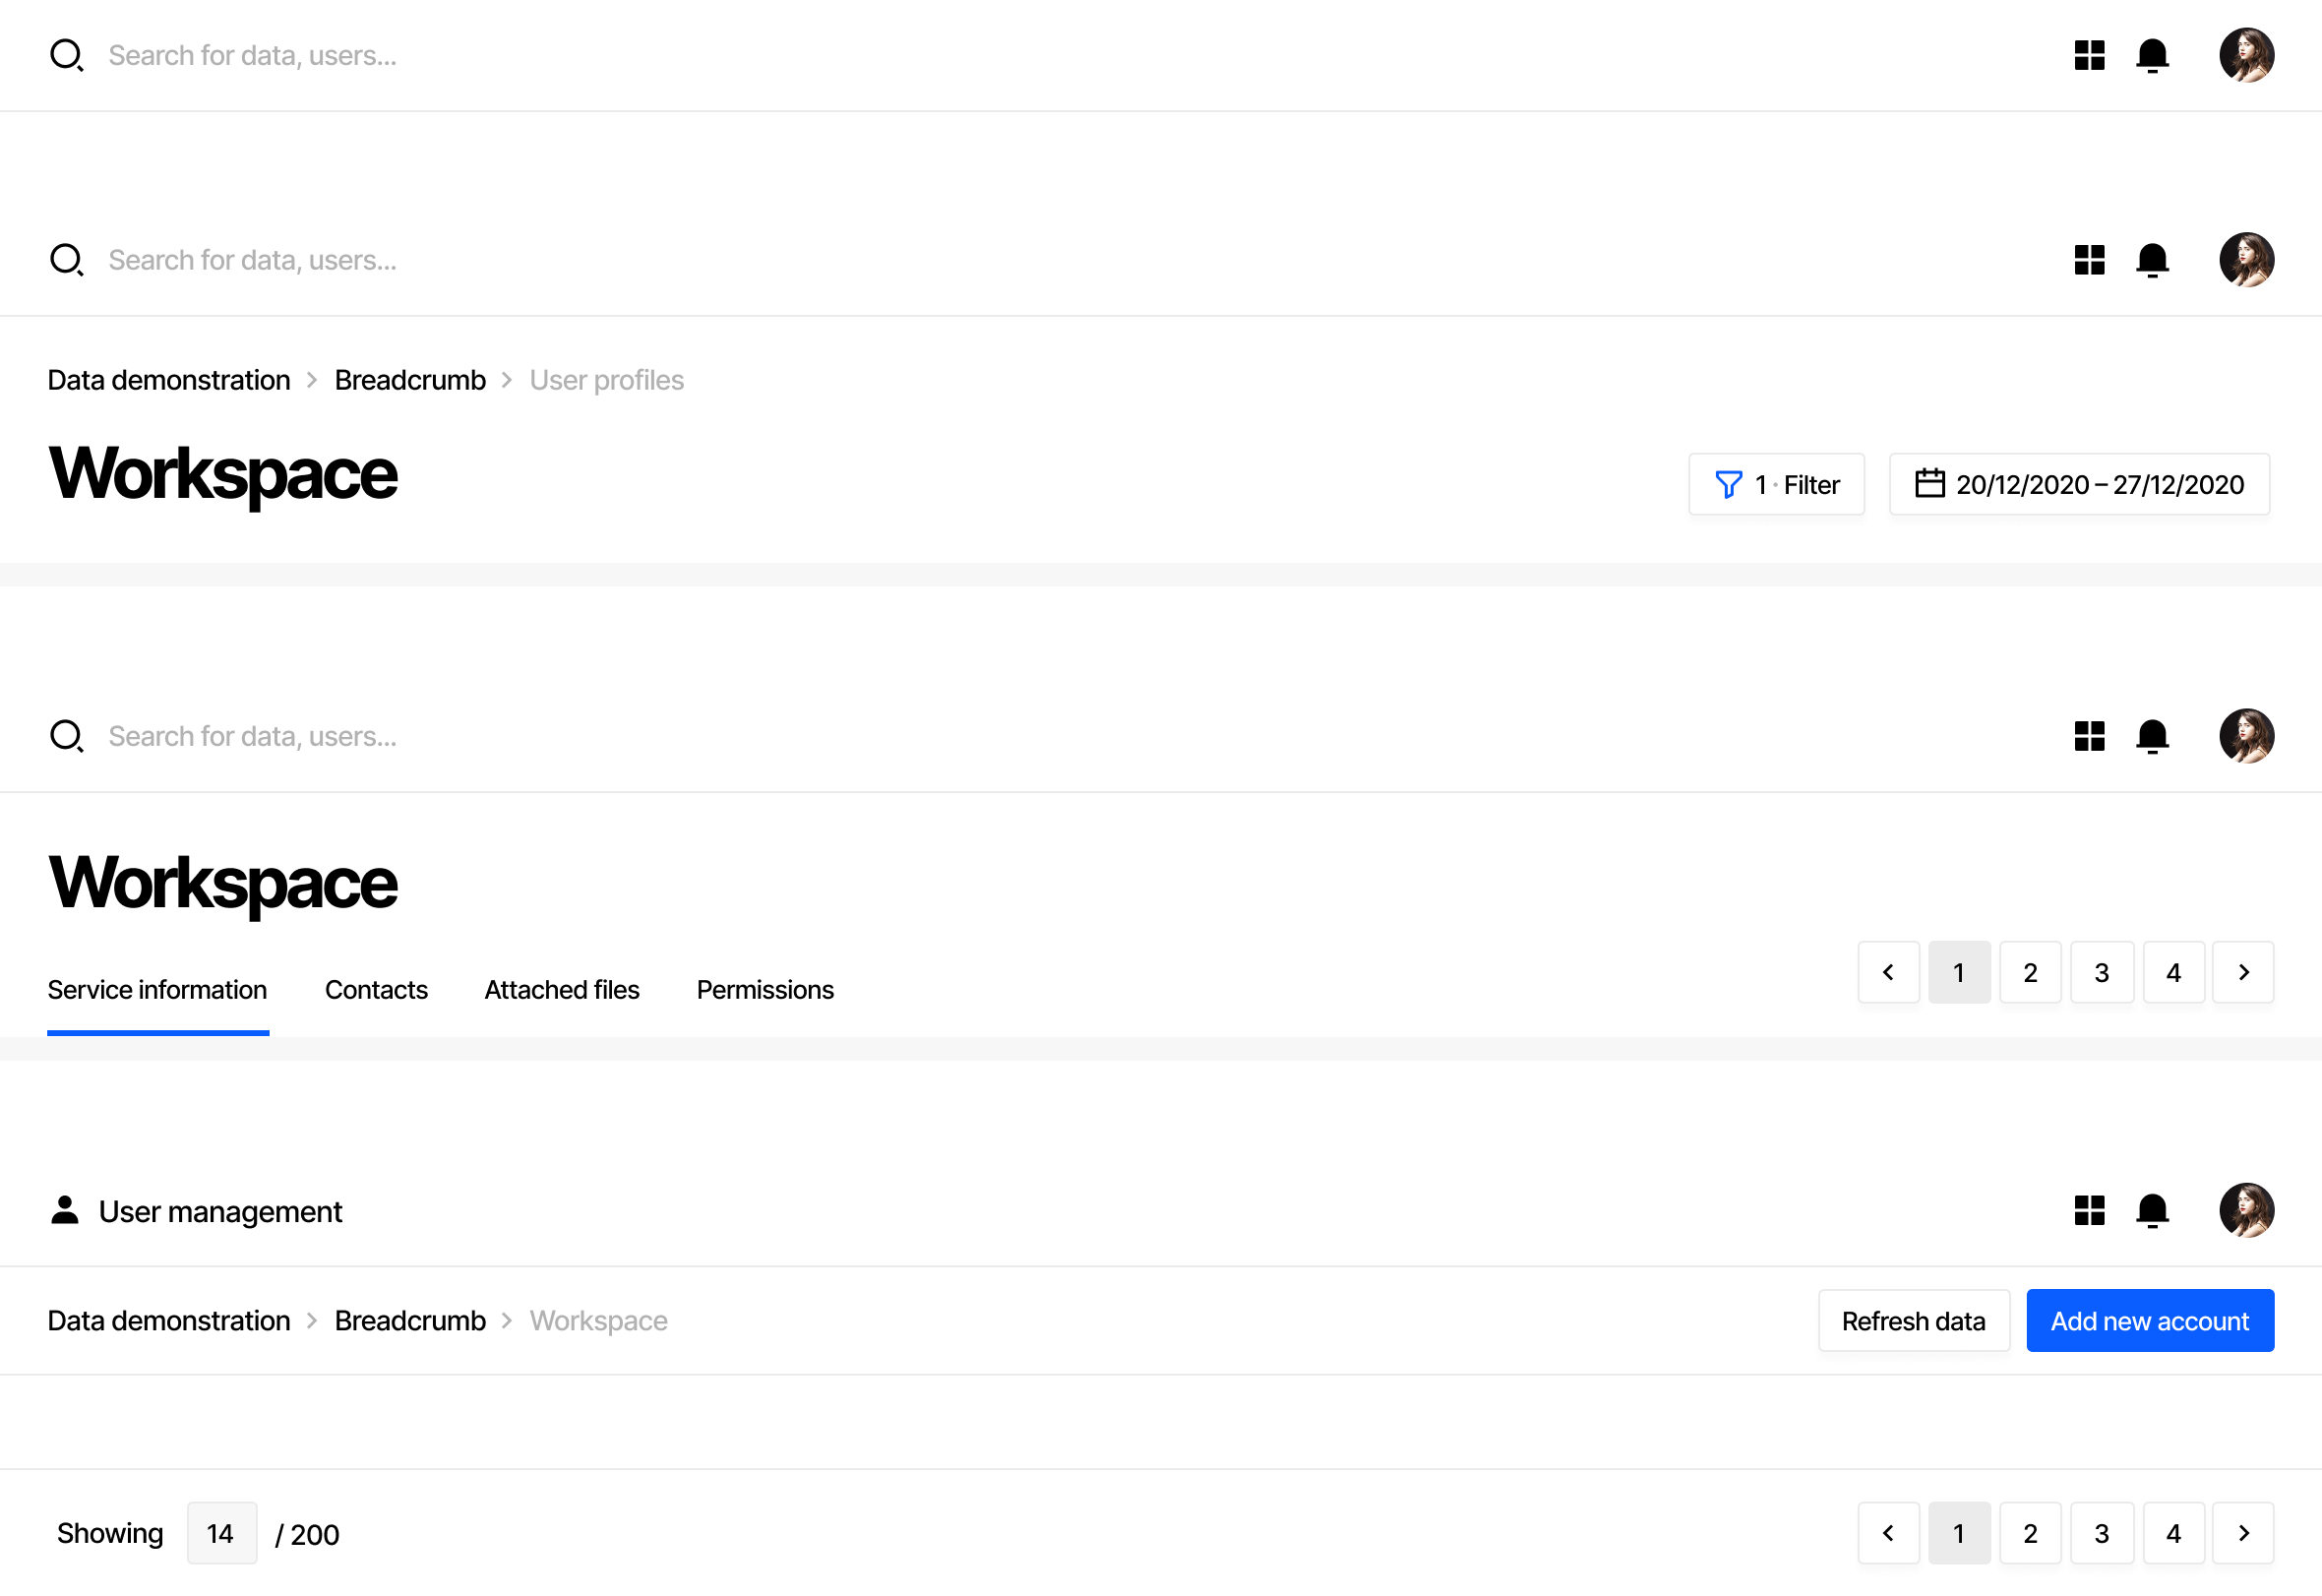 Search for data, users...
Search for data, users...
Data demonstration > Breadcrumb > User profiles
Workspace
1 · Filter
20/12/2020 – 27/12/2020
Search for data, users...
Workspace
Service information Contacts Attached files Permissions
1 2 3 4
User management
Data demonstration > Breadcrumb > Workspace
Refresh data
Add new account
Showing 14 / 200
1 2 3 4